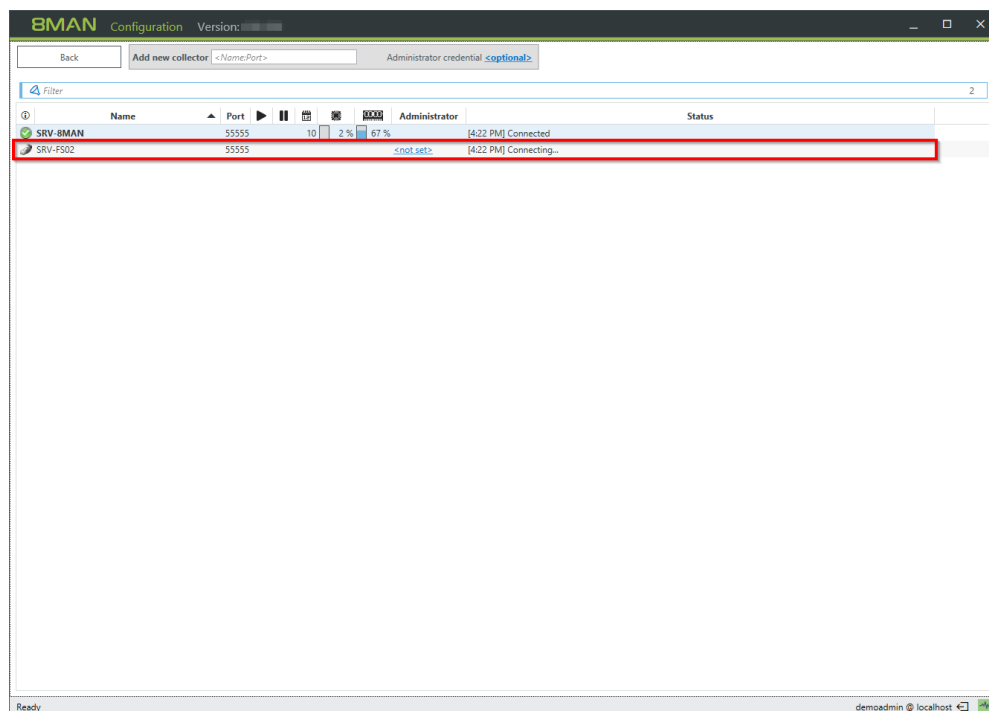 8MAN Configuration Version:
Back Add new collector <Name:Port> Administrator credential <optional>
Filter 2
Name Port Administrator Status
SRV-8MAN 55555 10 2 % 67 % [4:22 PM] Connected
SRV-FS02 55555 <not set> [4:22 PM] Connecting...
Ready demoadmin @ localhost